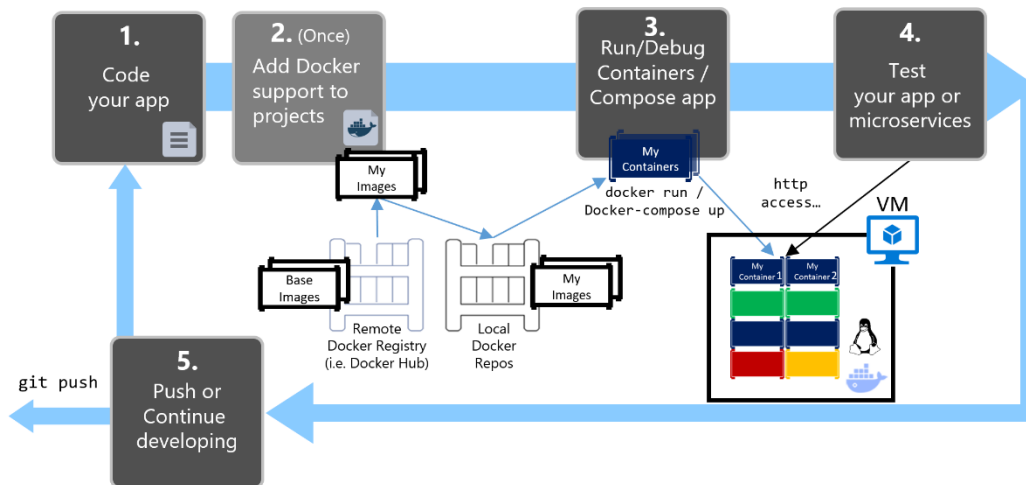 1.
Code
your app
2. (Once)
Add Docker
support to
projects
3.
Run/Debug
Containers /
Compose app
4.
Test
your app or
microservices
My
Images
My
Containers
docker run /
Docker-compose up
http
access…
VM
Base
Images
My
Images
Remote
Docker Registry
(i.e. Docker Hub)
Local
Docker
Repos
My
Container 1
My
Container 2
5.
Push or
Continue
developing
git push